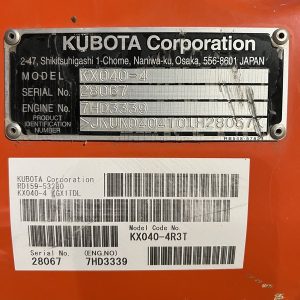 KUBOTA Corporation
2-47, Shikitsuhigashi 1-Chome, Naniwa-ku, Osaka, 556-8601 JAPAN
MODEL KX040-4
SERIAL No. 28067
ENGINE No. 7HD3339
PRODUCT
IDENTIFICATION
NUMBER
KUBOTA Corporation
RD159-53280
KX040-4 KGXITDL
Model Code No.
KX040-4R3T
Serial No. (ENG.NO)
28067 7HD3339